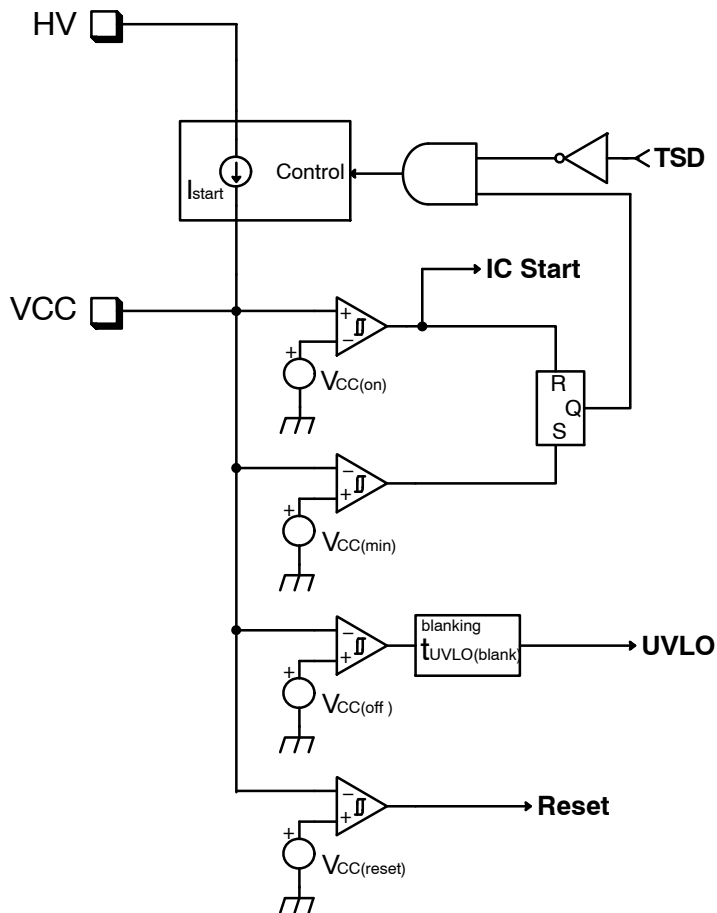 HV
Istart
Control
TSD
IC Start
VCC
+
−
+
VCC(on)
R
Q
S
−
+
+
VCC(min)
−
+
+
VCC(off )
blanking
tUVLO(blank)
UVLO
−
+
+
VCC(reset)
Reset